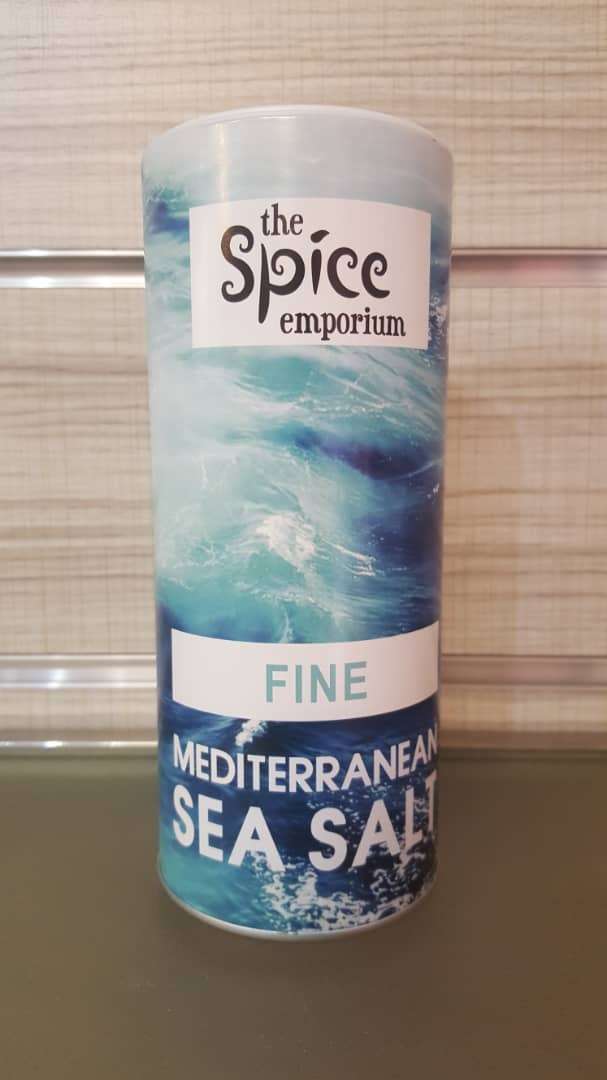 the
Spice
emporium
FINE
MEDITERRANEAN
SEA SALT